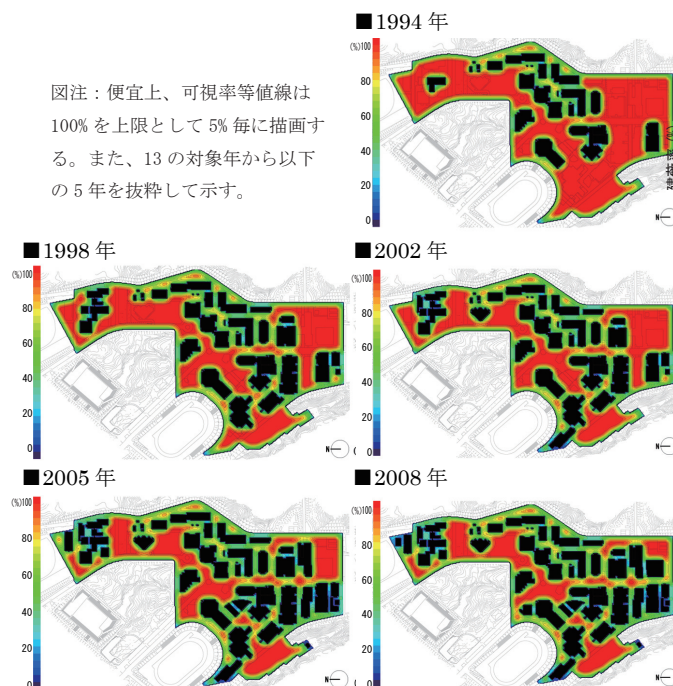 ■1994 年
(%)100
80
60
40
20
0
N
図注：便宜上、可視率等値線は
100%を上限として 5%毎に描画す
る。また、13 の対象年から以下
の 5 年を抜粋して示す。
■1998 年
(%)100
80
60
40
20
0
N
■2002 年
(%)100
80
60
40
20
0
N
■2005 年
(%)100
80
60
40
20
0
N
■2008 年
(%)100
80
60
40
20
0
N